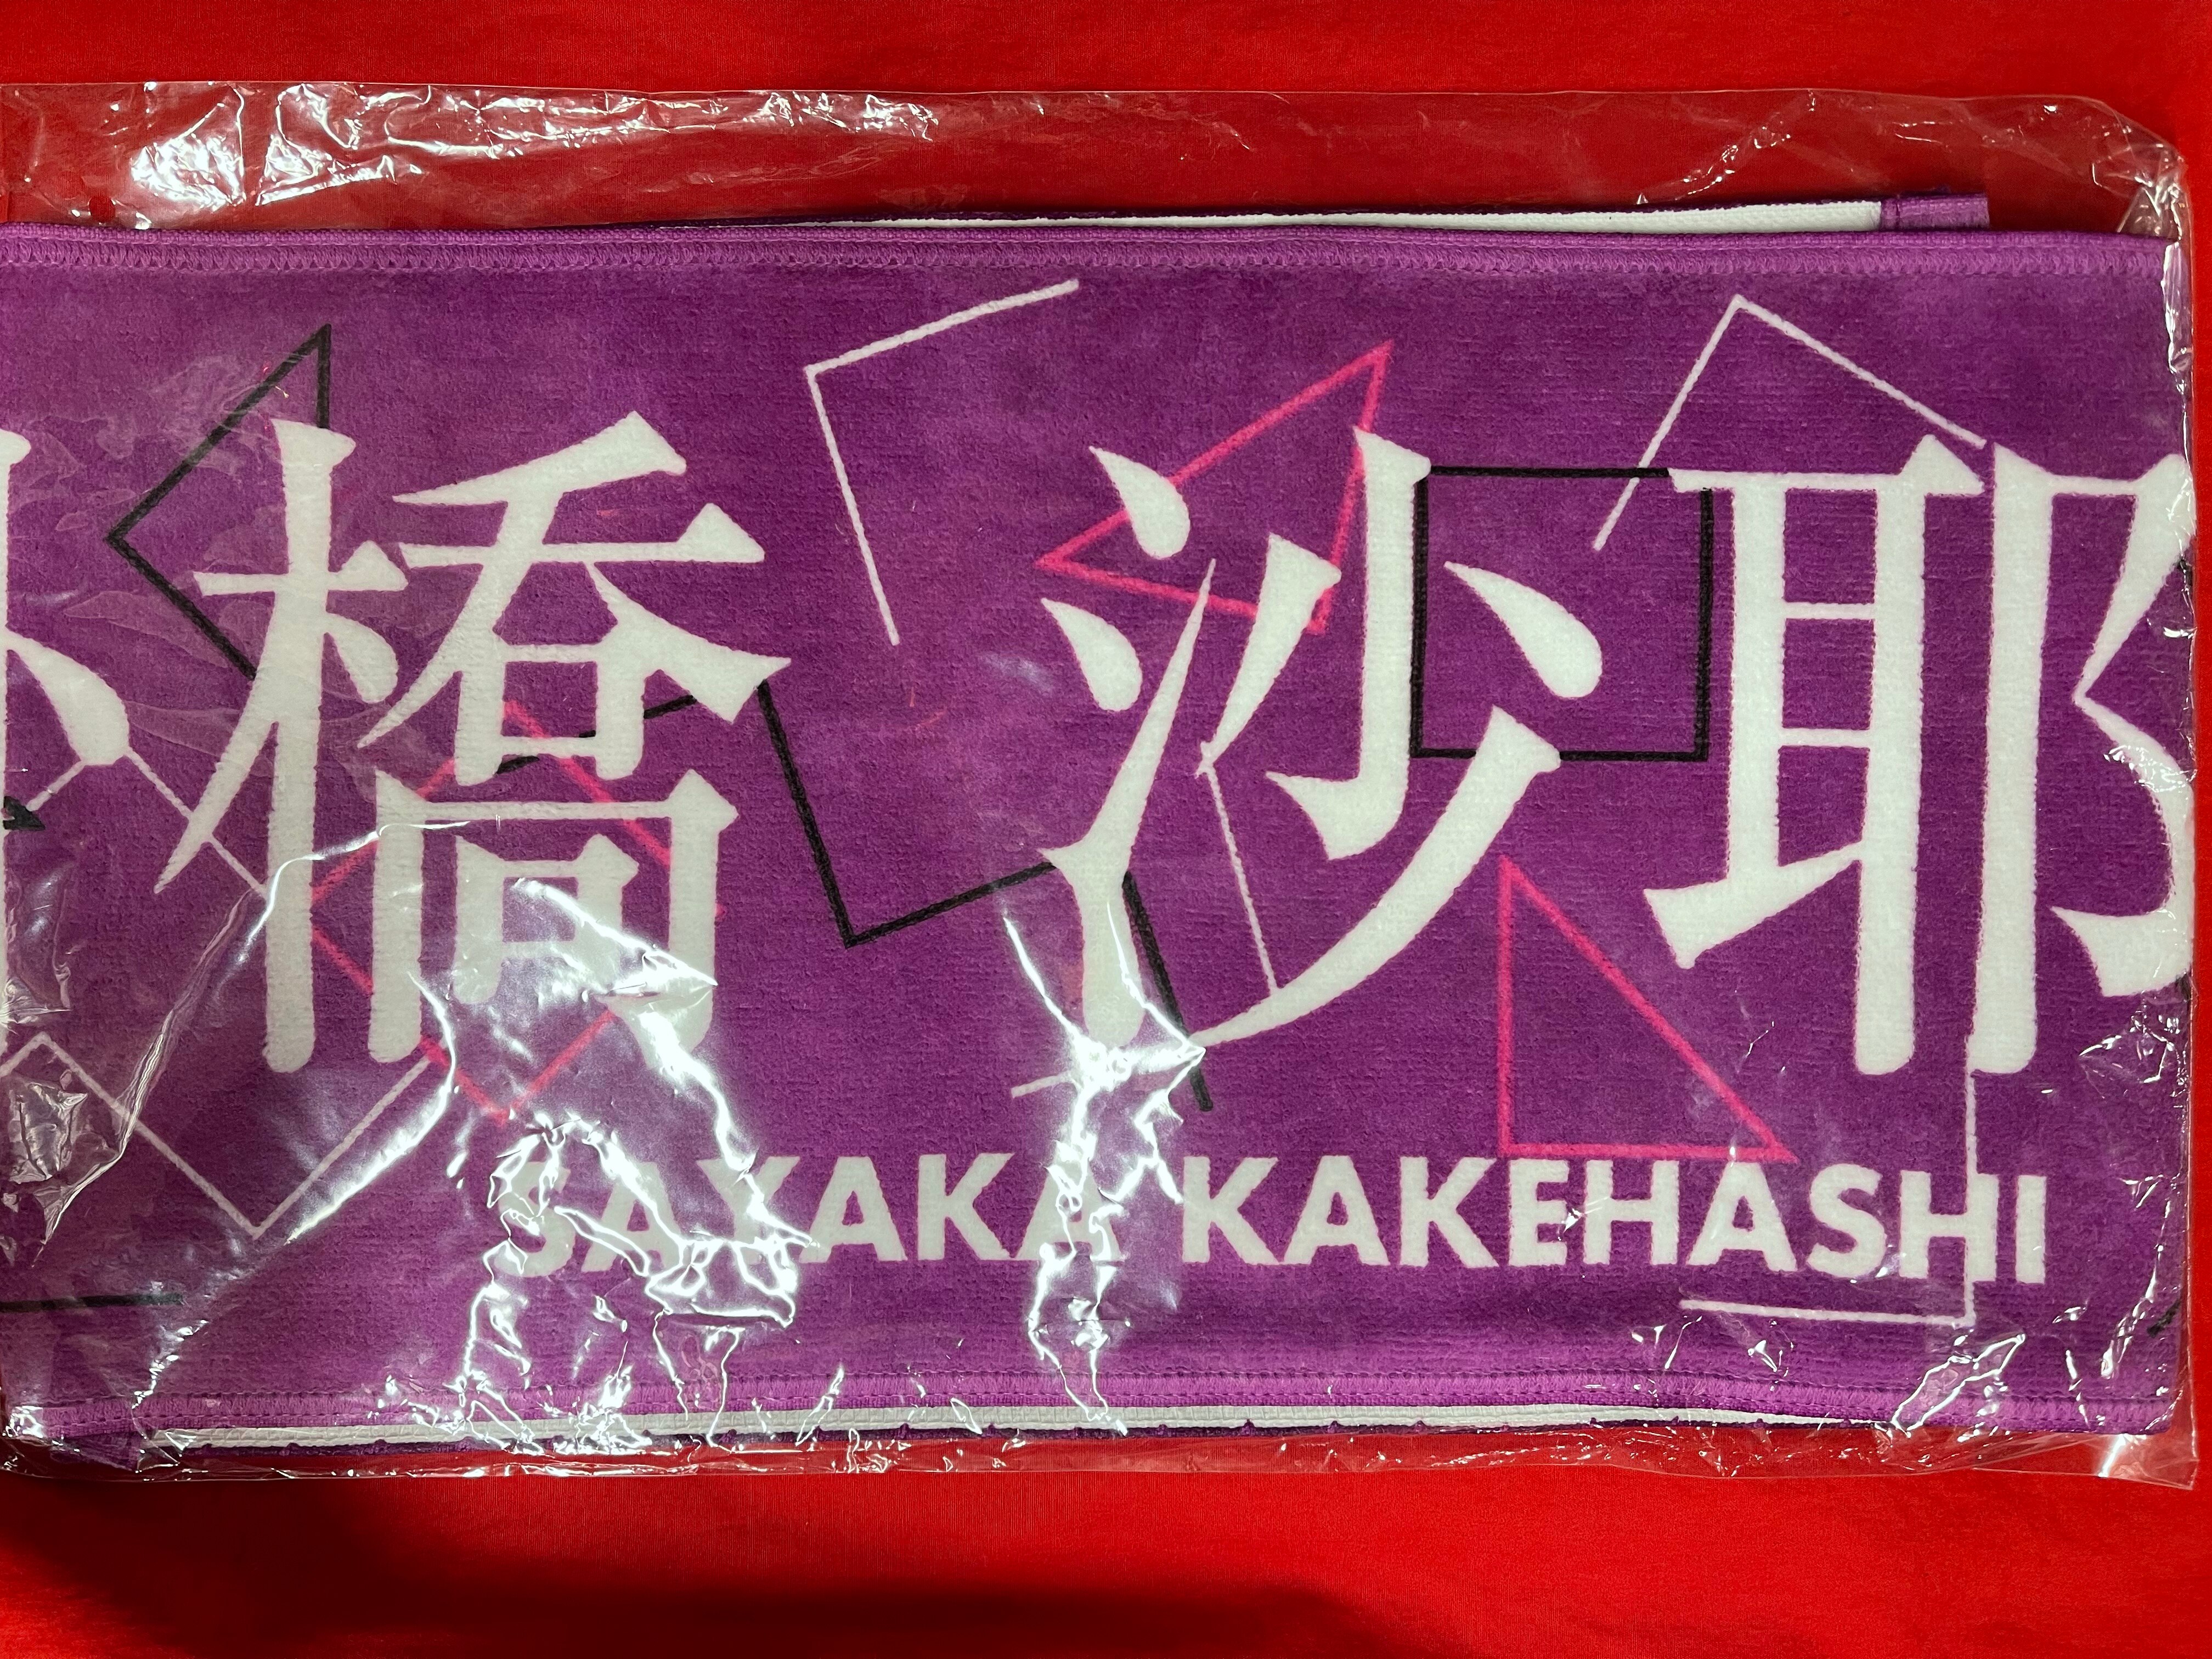 橋 沙耶
SAYAKA KAKEHASHI